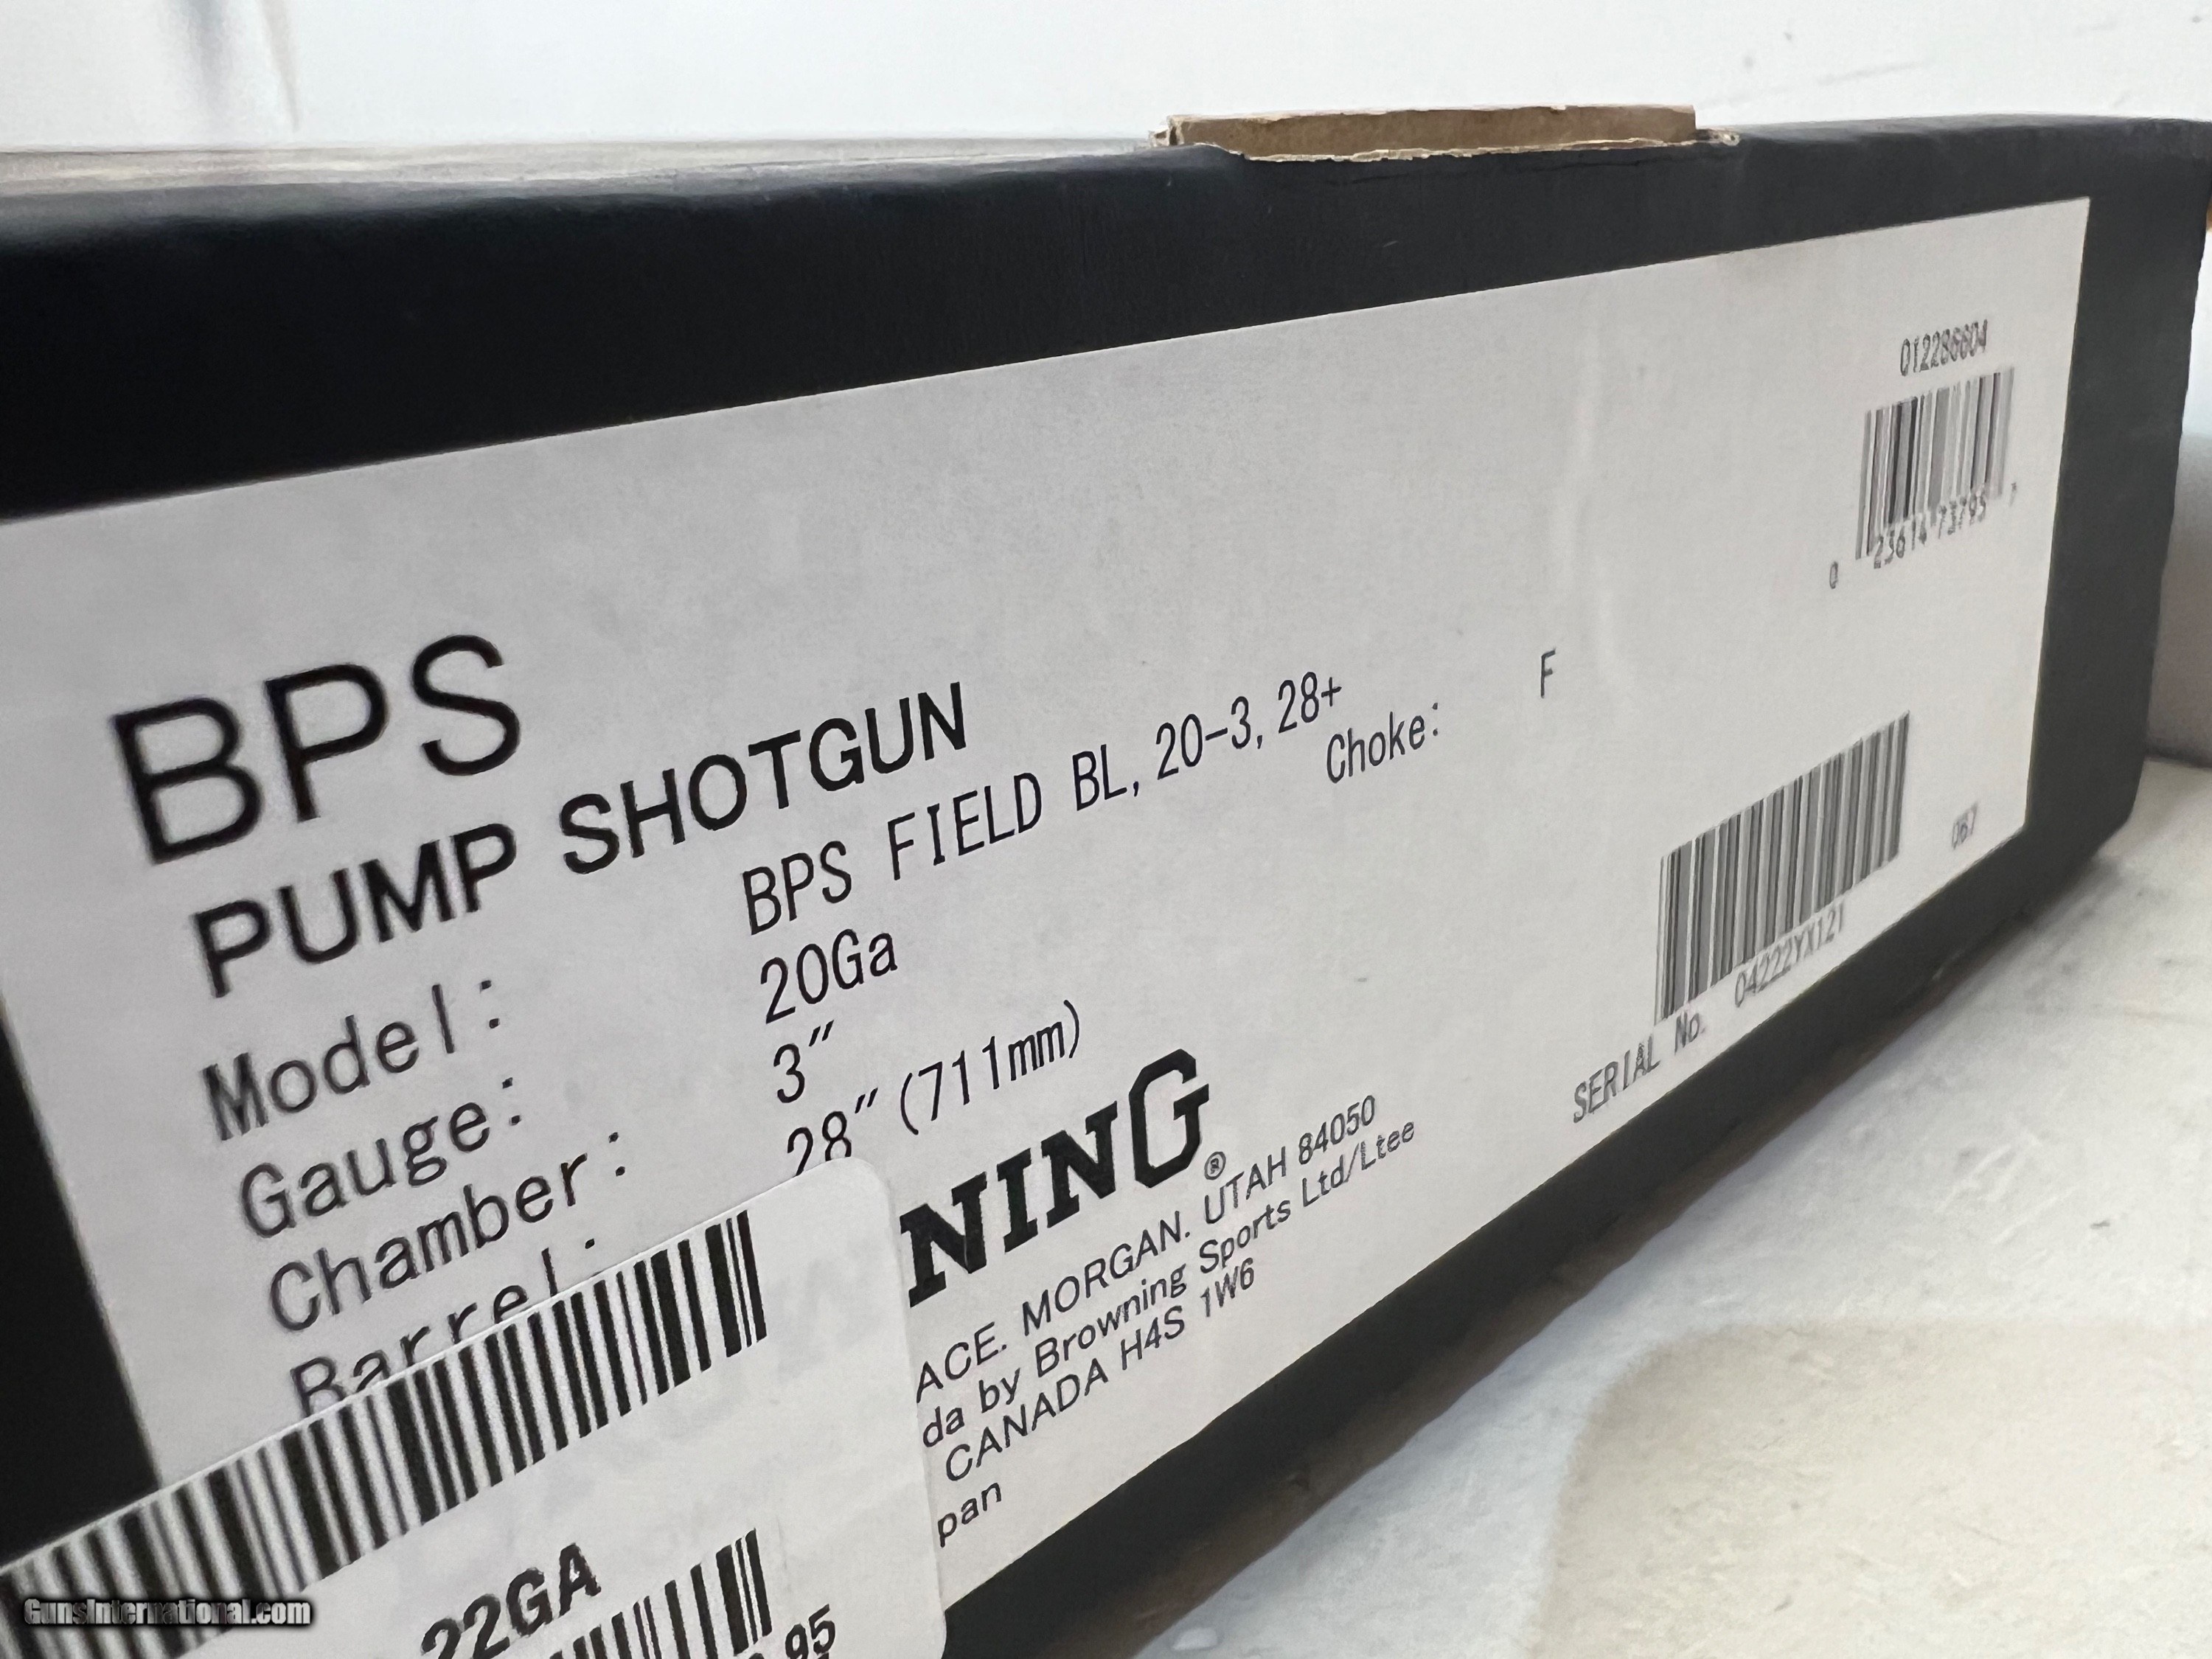 012286604
0 23614 73795 7
BPS
PUMP SHOTGUN
Model: BPS FIELD BL, 20-3, 28+
Gauge: 20Ga
Choke: F
Chamber: 3"
Barrel: 28" (711mm)
067
SERIAL No. 04222YX121
NING®
ACE. MORGAN. UTAH 84050
da by Browning Sports Ltd/Ltee
CANADA H4S 1W6
pan
22GA
95
GunsInternational.com